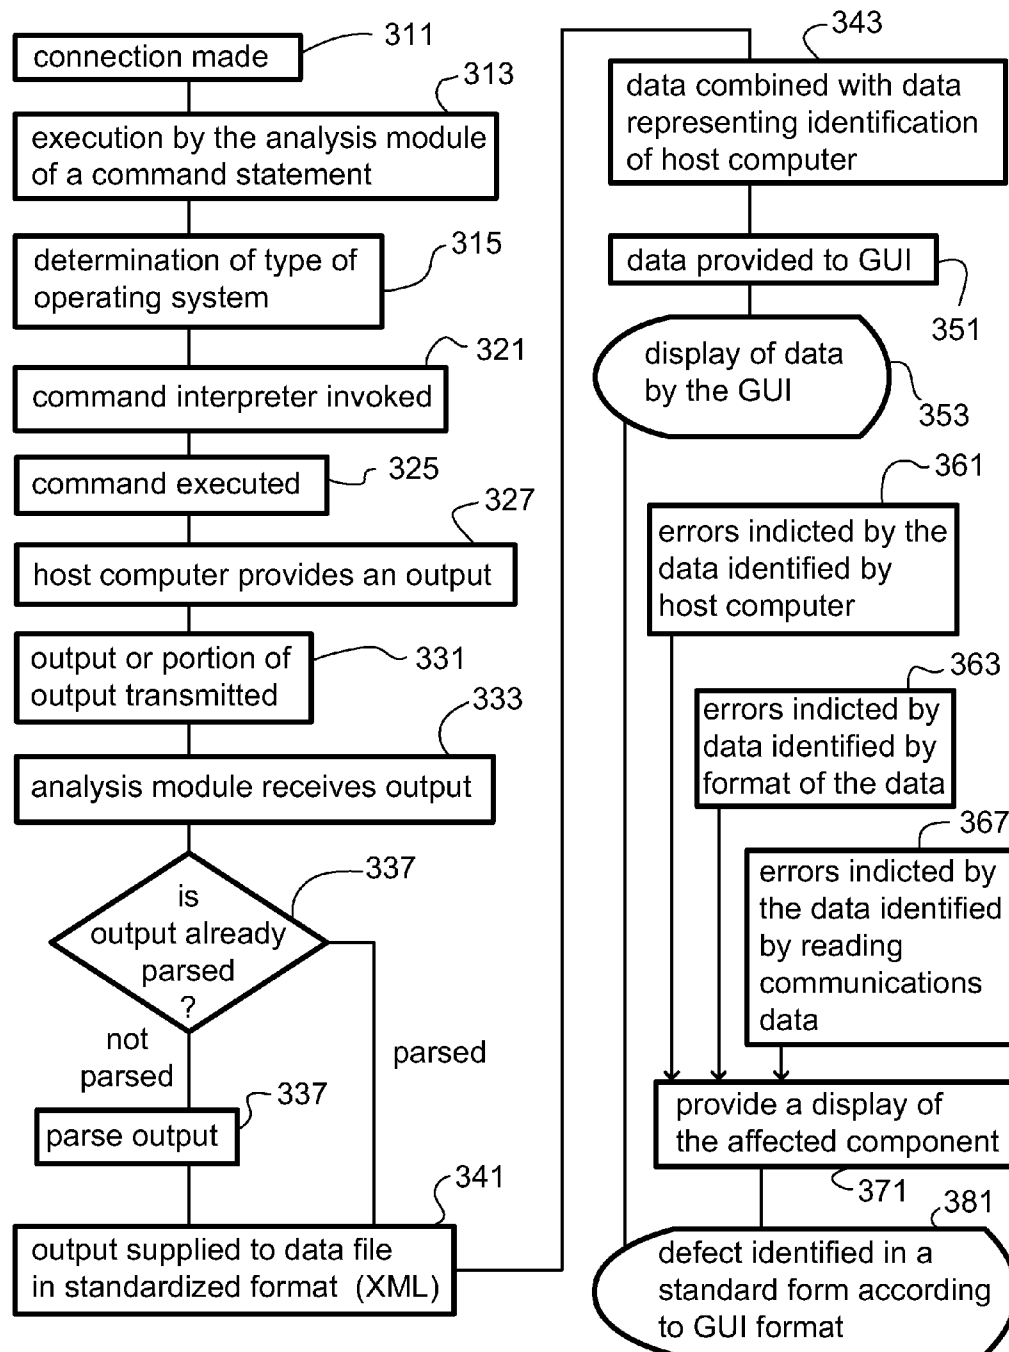 311
connection made
313
execution by the analysis module
of a command statement
315
determination of type of
operating system
321
command interpreter invoked
325
command executed
327
host computer provides an output
331
output or portion of
output transmitted
333
analysis module receives output
337
is
output already
parsed
?
not
parsed
parsed
337
parse output
341
output supplied to data file
in standardized format (XML)
343
data combined with data
representing identification
of host computer
data provided to GUI
351
display of data
by the GUI
353
361
errors indicted by the
data identified by
host computer
363
errors indicted by
data identified by
format of the data
367
errors indicted by
the data identified
by reading
communications
data
provide a display of
the affected component
371
381
defect identified in a
standard form according
to GUI format